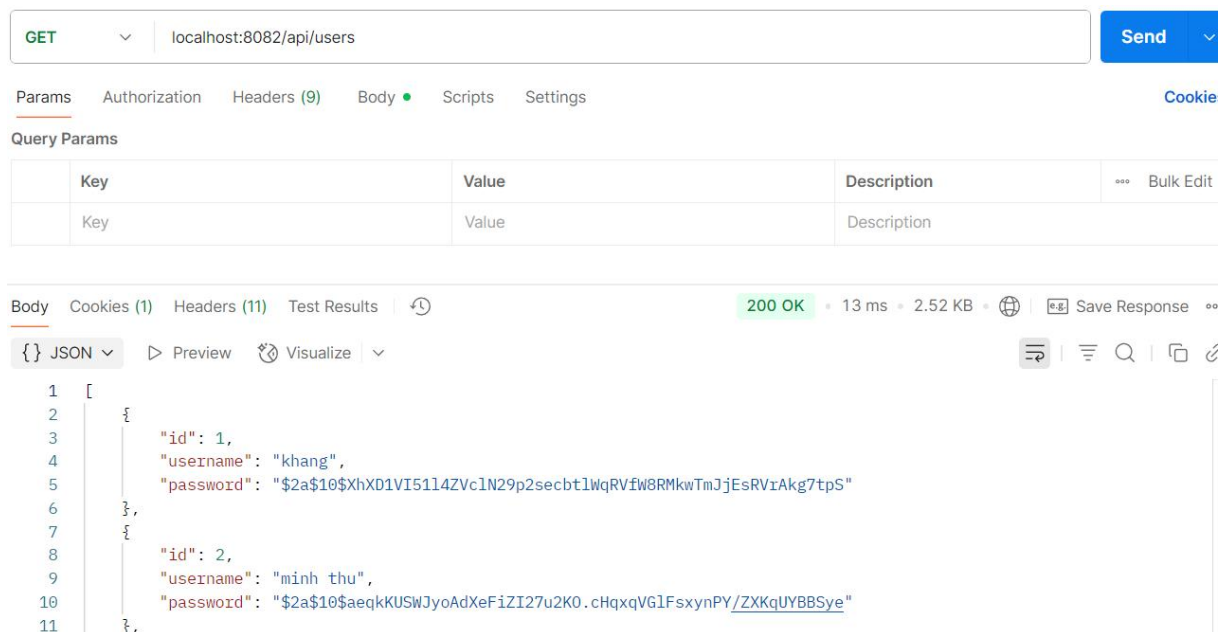 GET localhost:8082/api/users Send
Params Authorization Headers (9) Body Scripts Settings Cookie
Query Params
Key Value Description Bulk Edit
Key Value Description
Body Cookies (1) Headers (11) Test Results 200 OK 13 ms 2.52 KB e.g. Save Response
{} JSON Preview Visualize
1 [
2 {
3 "id": 1,
4 "username": "khang",
5 "password": "$2a$10$XhXD1VI51l4ZVclN29p2secbtlWqRVfW8RMkwTmJjEsRVrAkg7tpS"
6 },
7 {
8 "id": 2,
9 "username": "minh thu",
10 "password": "$2a$10$aeqkKUSWJyoAdXeFiZI27u2KO.cHqxqVGlFsxynPY/ZXKqUYBBSye"
11 },